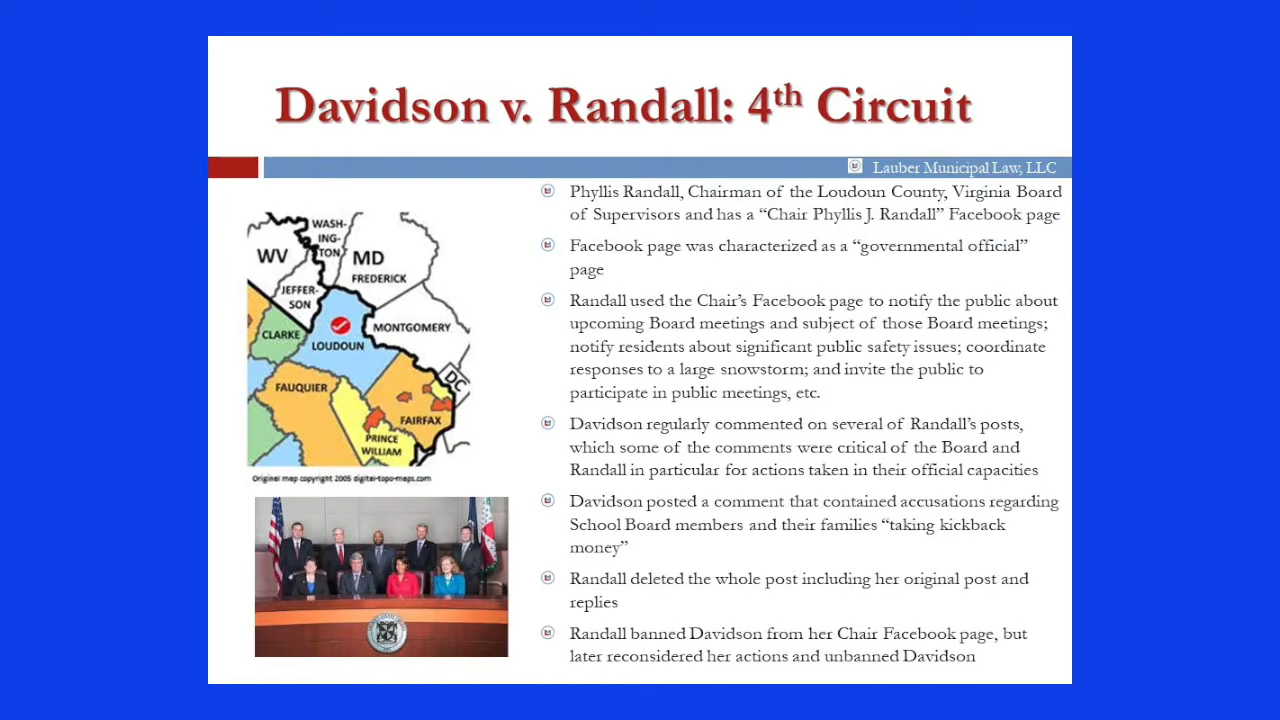 Davidson v. Randall: 4th Circuit
Lauber Municipal Law, LLC
Phyllis Randall, Chairman of the Loudoun County, Virginia Board
of Supervisors and has a “Chair Phyllis J. Randall” Facebook page
Facebook page was characterized as a “governmental official”
page
Randall used the Chair’s Facebook page to notify the public about
upcoming Board meetings and subject of those Board meetings;
notify residents about significant public safety issues; coordinate
responses to a large snowstorm; and invite the public to
participate in public meetings, etc.
Davidson regularly commented on several of Randall’s posts,
which some of the comments were critical of the Board and
Randall in particular for actions taken in their official capacities
Davidson posted a comment that contained accusations regarding
School Board members and their families “taking kickback
money”
Randall deleted the whole post including her original post and
replies
Randall banned Davidson from her Chair Facebook page, but
later reconsidered her actions and unbanned Davidson
WASH-
ING-
TON
WV
MD
FREDERICK
JEFFER-
SON
CLARKE
MONTGOMERY
LOUDOUN
DC
FAUQUIER
FAIRFAX
PRINCE
WILLIAM
Original map copyright 2005 digital-topo-maps.com